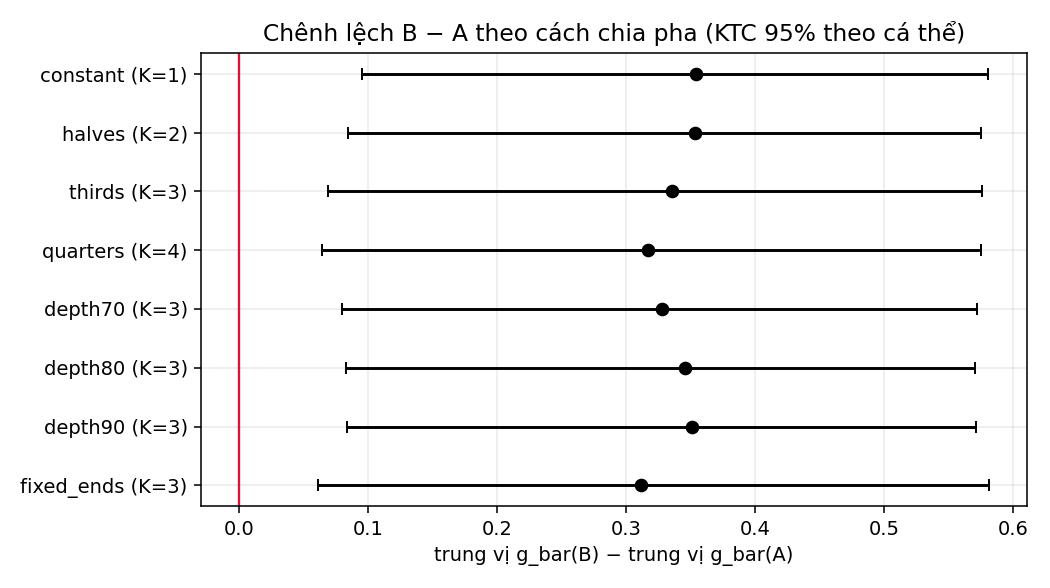 Chênh lệch B − A theo cách chia pha (KTC 95% theo cá thể)
constant (K=1)
halves (K=2)
thirds (K=3)
quarters (K=4)
depth70 (K=3)
depth80 (K=3)
depth90 (K=3)
fixed_ends (K=3)
0.0 0.1 0.2 0.3 0.4 0.5 0.6
trung vị g_bar(B) − trung vị g_bar(A)